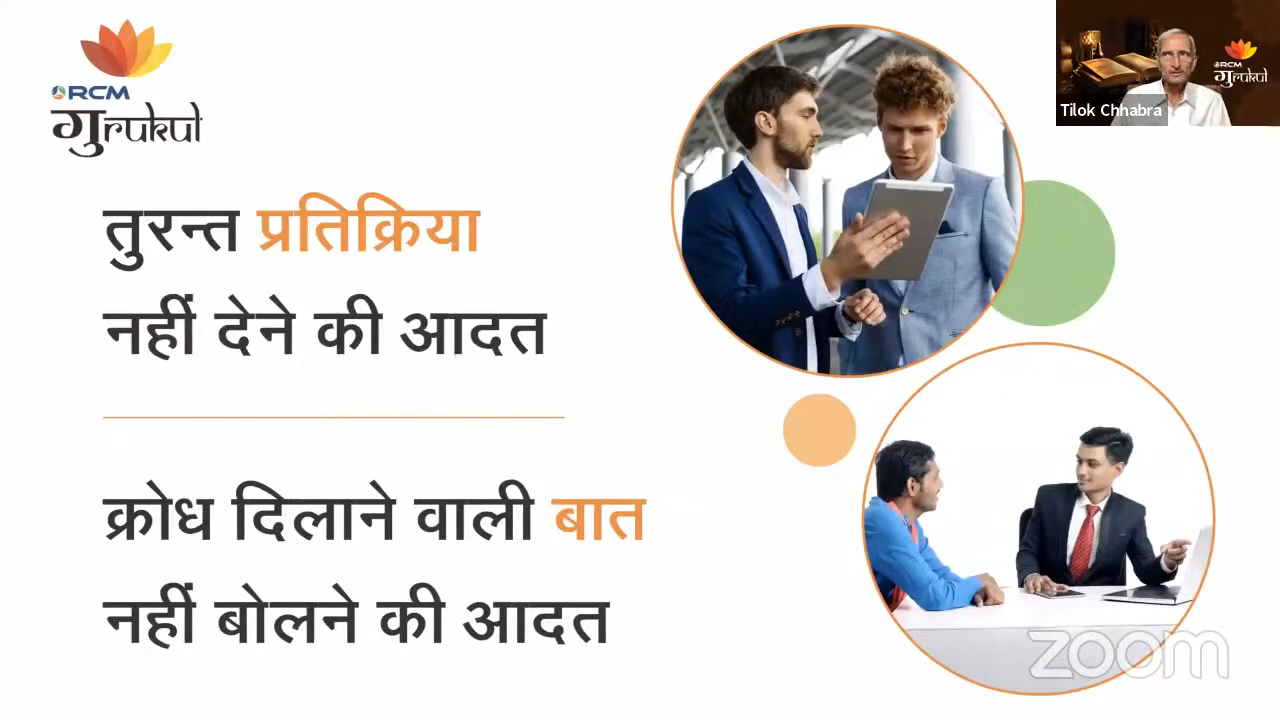 RCM
गुrukul
तुरन्त प्रतिक्रिया
नहीं देने की आदत
क्रोध दिलाने वाली बात
नहीं बोलने की आदत
RCM
गुrukul
Tilok Chhabra
zoom